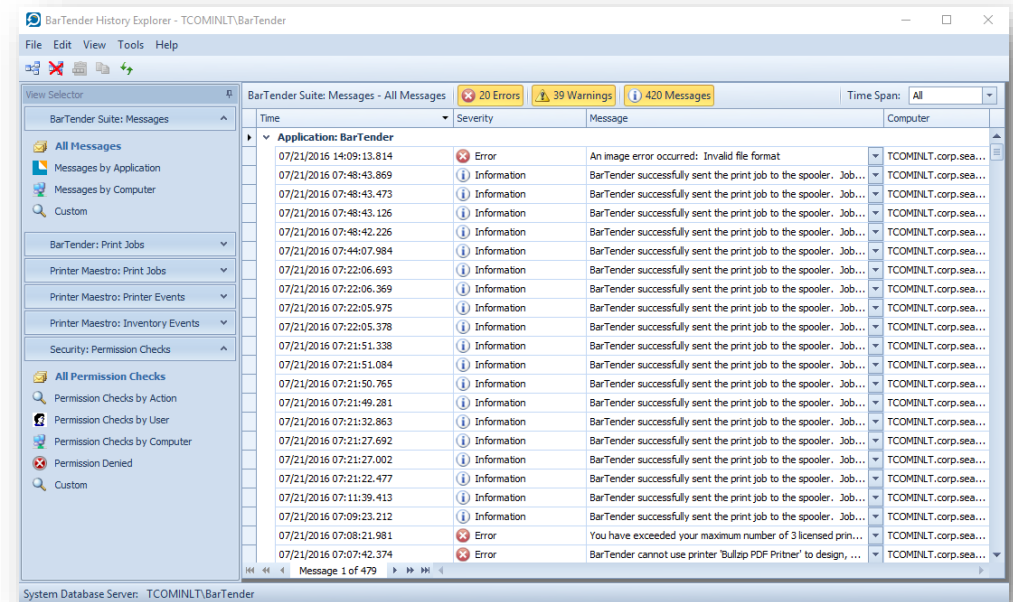 BarTender History Explorer - TCOMINLT\BarTender
File Edit View Tools Help
View Selector
BarTender Suite: Messages
All Messages
Messages by Application
Messages by Computer
Custom
BarTender: Print Jobs
Printer Maestro: Print Jobs
Printer Maestro: Printer Events
Printer Maestro: Inventory Events
Security: Permission Checks
All Permission Checks
Permission Checks by Action
Permission Checks by User
Permission Checks by Computer
Permission Denied
Custom
BarTender Suite: Messages - All Messages 20 Errors 39 Warnings 420 Messages Time Span: All
Time Severity Message Computer
Application: BarTender
07/21/2016 14:09:13.814 Error An image error occurred: Invalid file format TCOMINLT.corp.sea...
07/21/2016 07:48:43.869 Information BarTender successfully sent the print job to the spooler. Job... TCOMINLT.corp.sea...
07/21/2016 07:48:43.473 Information BarTender successfully sent the print job to the spooler. Job... TCOMINLT.corp.sea...
07/21/2016 07:48:43.126 Information BarTender successfully sent the print job to the spooler. Job... TCOMINLT.corp.sea...
07/21/2016 07:48:42.226 Information BarTender successfully sent the print job to the spooler. Job... TCOMINLT.corp.sea...
07/21/2016 07:44:07.984 Information BarTender successfully sent the print job to the spooler. Job... TCOMINLT.corp.sea...
07/21/2016 07:22:06.693 Information BarTender successfully sent the print job to the spooler. Job... TCOMINLT.corp.sea...
07/21/2016 07:22:06.369 Information BarTender successfully sent the print job to the spooler. Job... TCOMINLT.corp.sea...
07/21/2016 07:22:05.975 Information BarTender successfully sent the print job to the spooler. Job... TCOMINLT.corp.sea...
07/21/2016 07:22:05.378 Information BarTender successfully sent the print job to the spooler. Job... TCOMINLT.corp.sea...
07/21/2016 07:21:51.338 Information BarTender successfully sent the print job to the spooler. Job... TCOMINLT.corp.sea...
07/21/2016 07:21:51.084 Information BarTender successfully sent the print job to the spooler. Job... TCOMINLT.corp.sea...
07/21/2016 07:21:50.765 Information BarTender successfully sent the print job to the spooler. Job... TCOMINLT.corp.sea...
07/21/2016 07:21:49.281 Information BarTender successfully sent the print job to the spooler. Job... TCOMINLT.corp.sea...
07/21/2016 07:21:32.863 Information BarTender successfully sent the print job to the spooler. Job... TCOMINLT.corp.sea...
07/21/2016 07:21:27.692 Information BarTender successfully sent the print job to the spooler. Job... TCOMINLT.corp.sea...
07/21/2016 07:21:27.002 Information BarTender successfully sent the print job to the spooler. Job... TCOMINLT.corp.sea...
07/21/2016 07:21:22.477 Information BarTender successfully sent the print job to the spooler. Job... TCOMINLT.corp.sea...
07/21/2016 07:11:39.413 Information BarTender successfully sent the print job to the spooler. Job... TCOMINLT.corp.sea...
07/21/2016 07:09:23.212 Information BarTender successfully sent the print job to the spooler. Job... TCOMINLT.corp.sea...
07/21/2016 07:08:21.981 Error You have exceeded your maximum number of 3 licensed prin... TCOMINLT.corp.sea...
07/21/2016 07:07:42.374 Error BarTender cannot use printer 'Bullzip PDF Pritner' to design, ... TCOMINLT.corp.sea...
Message 1 of 479
System Database Server: TCOMINLT\BarTender